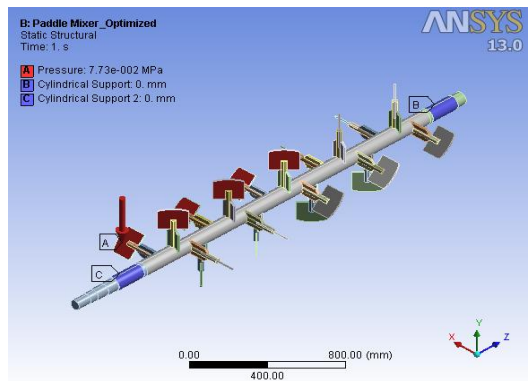 B: Paddle Mixer_Optimized
Static Structural
Time: 1. s
A Pressure: 7.73e-002 MPa
B Cylindrical Support: 0. mm
C Cylindrical Support 2: 0. mm
ANSYS
13.0
B
A
C
0.00 800.00 (mm)
400.00
Y
X Z